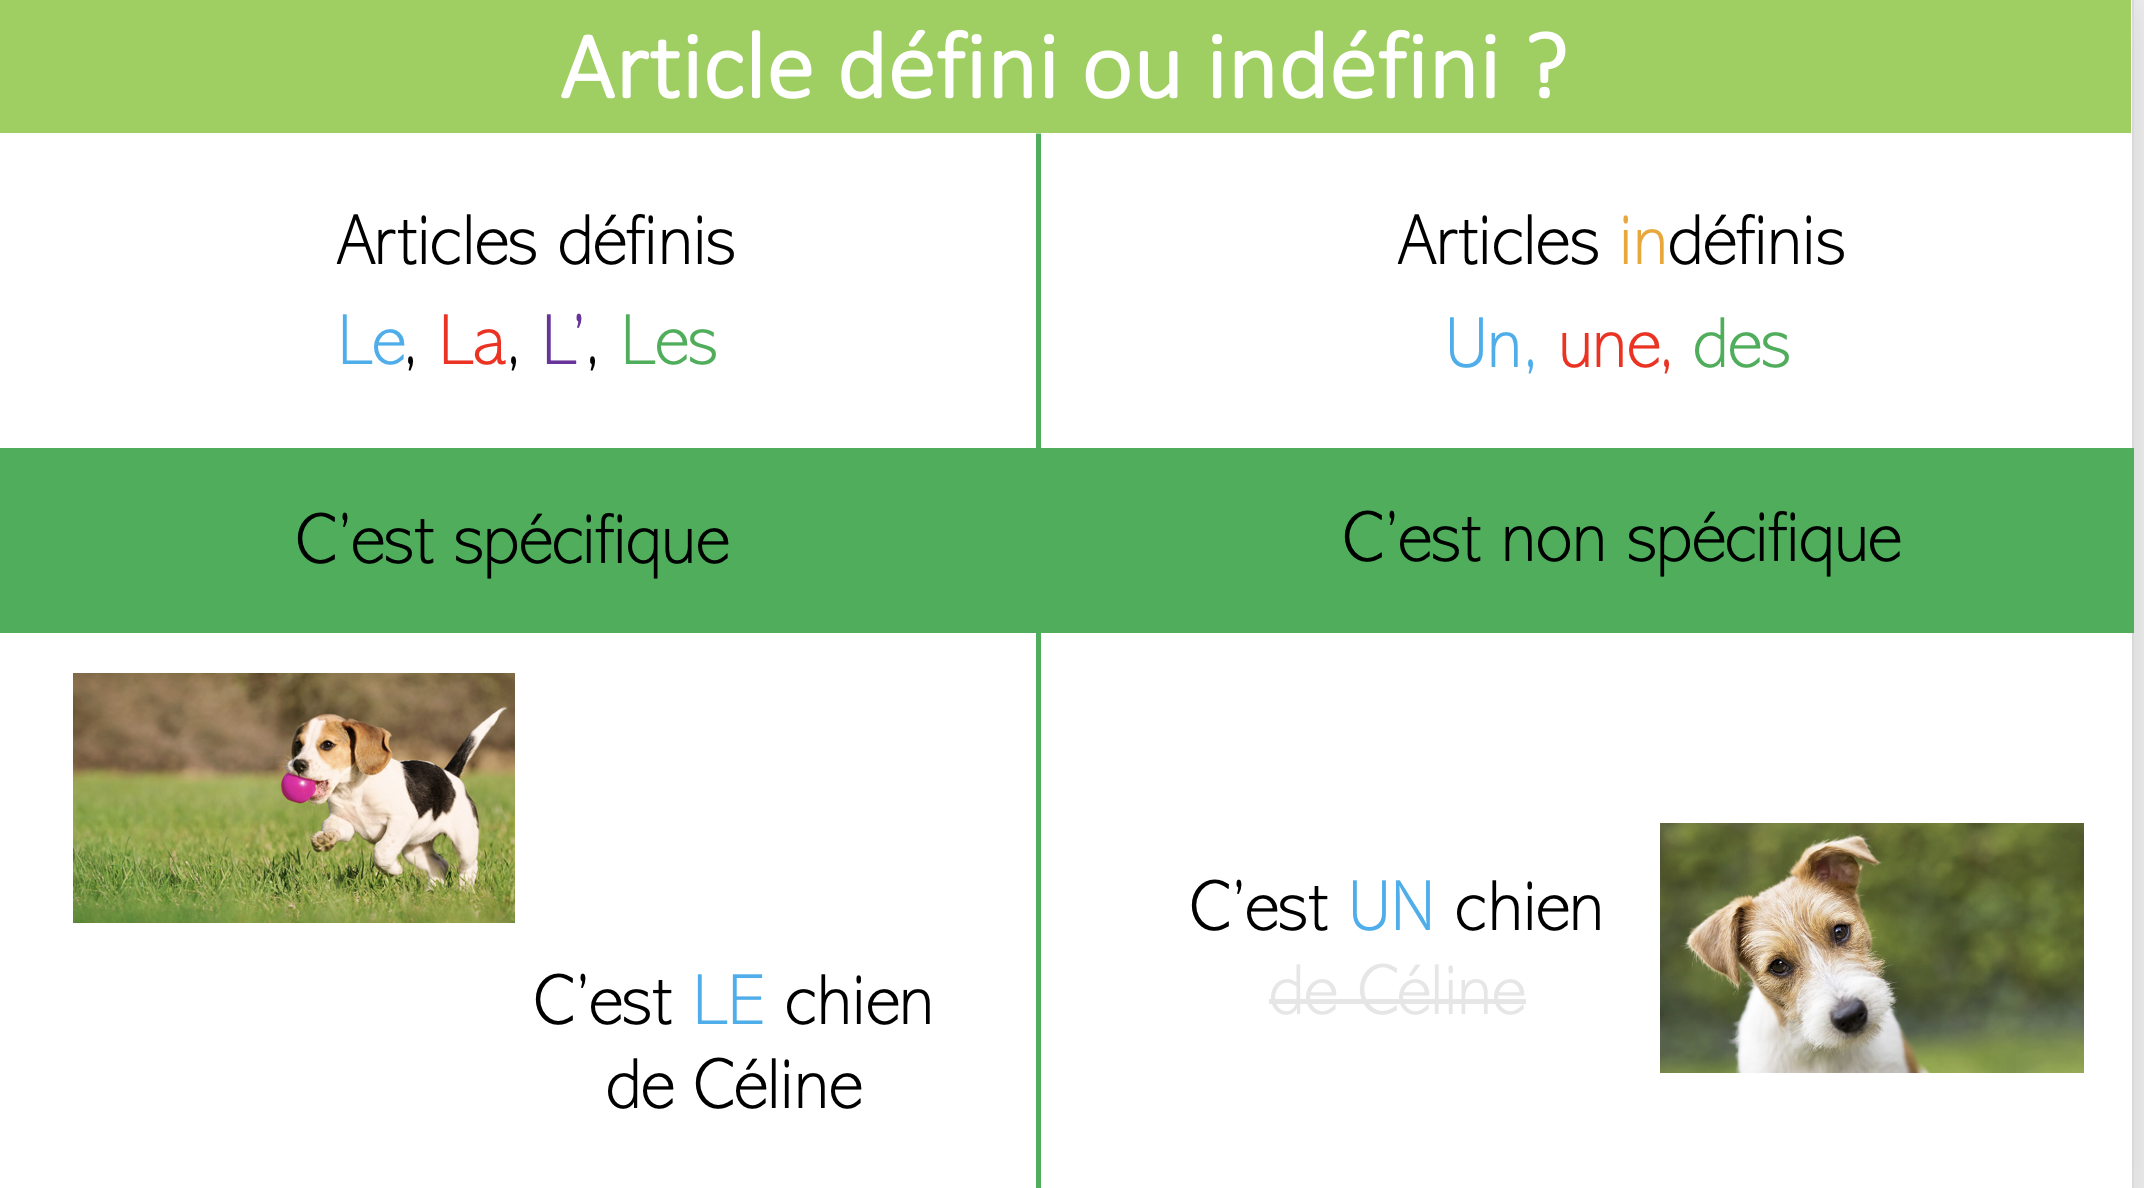 Article défini ou indéfini ?
Articles définis
Le, La, L’, Les
Articles indéfinis
Un, une, des
C’est spécifique
C’est non spécifique
C’est LE chien
de Céline
C’est UN chien
de Céline